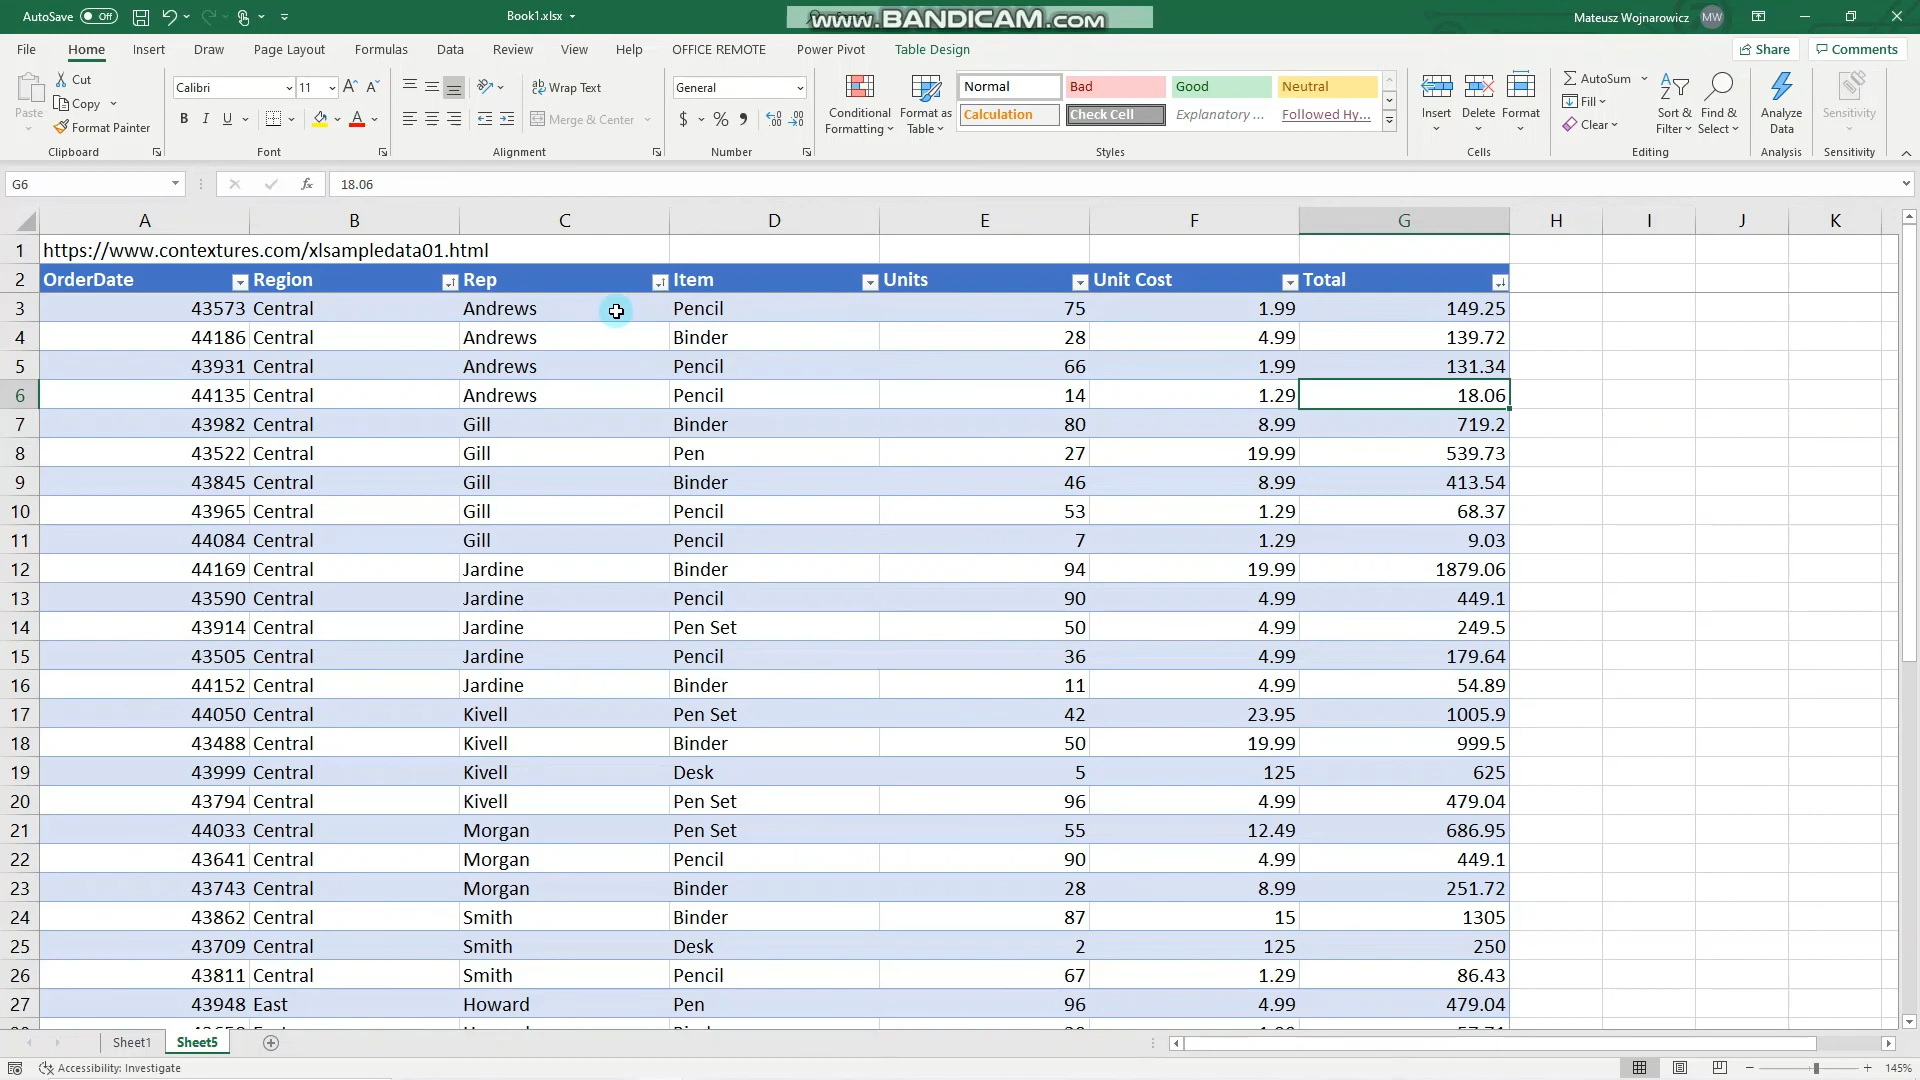 AutoSave Off Book1.xlsx www.BANDICAM.com Mateusz Wojnarowicz MW
File Home Insert Draw Page Layout Formulas Data Review View Help OFFICE REMOTE Power Pivot Table Design Share Comments
Paste Cut Copy Format Painter
Calibri 11 B I U A
Wrap Text Merge & Center
General $ % 9
Conditional Formatting Format as Table
Normal Bad Good Neutral
Calculation Check Cell Explanatory ... Followed Hy...
Insert Delete Format
AutoSum Fill Clear
Sort & Filter Find & Select
Analyze Data Sensitivity
Clipboard Font Alignment Number Styles Cells Editing Analysis Sensitivity
G6 fx 18.06
A B C D E F G H I J K
1 https://www.contextures.com/xlsampledata01.html
2 OrderDate Region Rep Item Units Unit Cost Total
3 43573 Central Andrews Pencil 75 1.99 149.25
4 44186 Central Andrews Binder 28 4.99 139.72
5 43931 Central Andrews Pencil 66 1.99 131.34
6 44135 Central Andrews Pencil 14 1.29 18.06
7 43982 Central Gill Binder 80 8.99 719.2
8 43522 Central Gill Pen 27 19.99 539.73
9 43845 Central Gill Binder 46 8.99 413.54
10 43965 Central Gill Pencil 53 1.29 68.37
11 44084 Central Gill Pencil 7 1.29 9.03
12 44169 Central Jardine Binder 94 19.99 1879.06
13 43590 Central Jardine Pencil 90 4.99 449.1
14 43914 Central Jardine Pen Set 50 4.99 249.5
15 43505 Central Jardine Pencil 36 4.99 179.64
16 44152 Central Jardine Binder 11 4.99 54.89
17 44050 Central Kivell Pen Set 42 23.95 1005.9
18 43488 Central Kivell Binder 50 19.99 999.5
19 43999 Central Kivell Desk 5 125 625
20 43794 Central Kivell Pen Set 96 4.99 479.04
21 44033 Central Morgan Pen Set 55 12.49 686.95
22 43641 Central Morgan Pencil 90 4.99 449.1
23 43743 Central Morgan Binder 28 8.99 251.72
24 43862 Central Smith Binder 87 15 1305
25 43709 Central Smith Desk 2 125 250
26 43811 Central Smith Pencil 67 1.29 86.43
27 43948 East Howard Pen 96 4.99 479.04
Sheet1 Sheet5
Accessibility: Investigate 145%